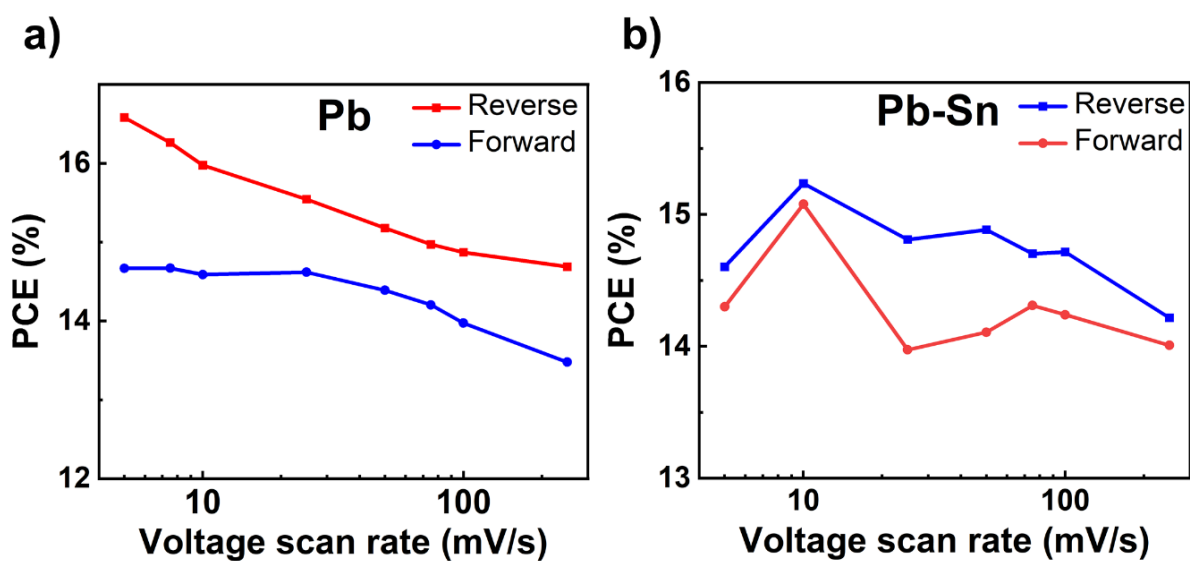 a)
Pb
Reverse
Forward
PCE (%)
16
14
12
10
100
Voltage scan rate (mV/s)
b)
Pb-Sn
Reverse
Forward
PCE (%)
16
15
14
13
10
100
Voltage scan rate (mV/s)